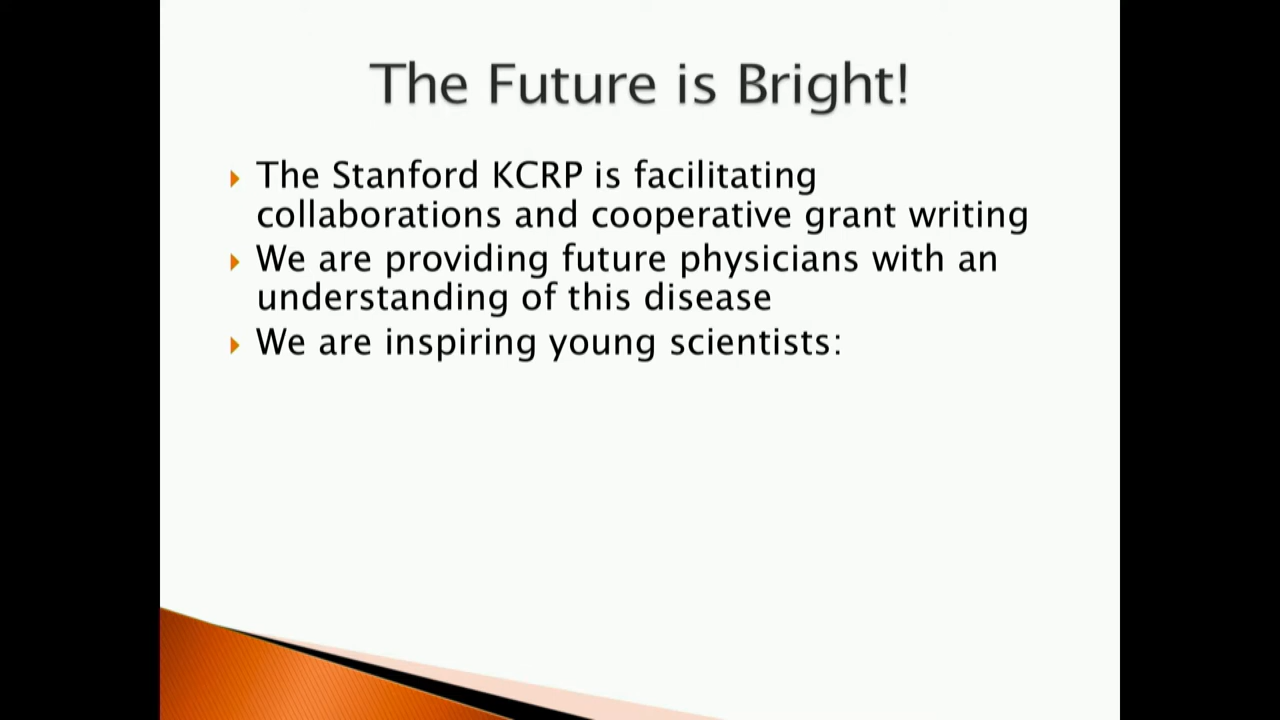 The Future is Bright!
The Stanford KCRP is facilitating
collaborations and cooperative grant writing
We are providing future physicians with an
understanding of this disease
We are inspiring young scientists: